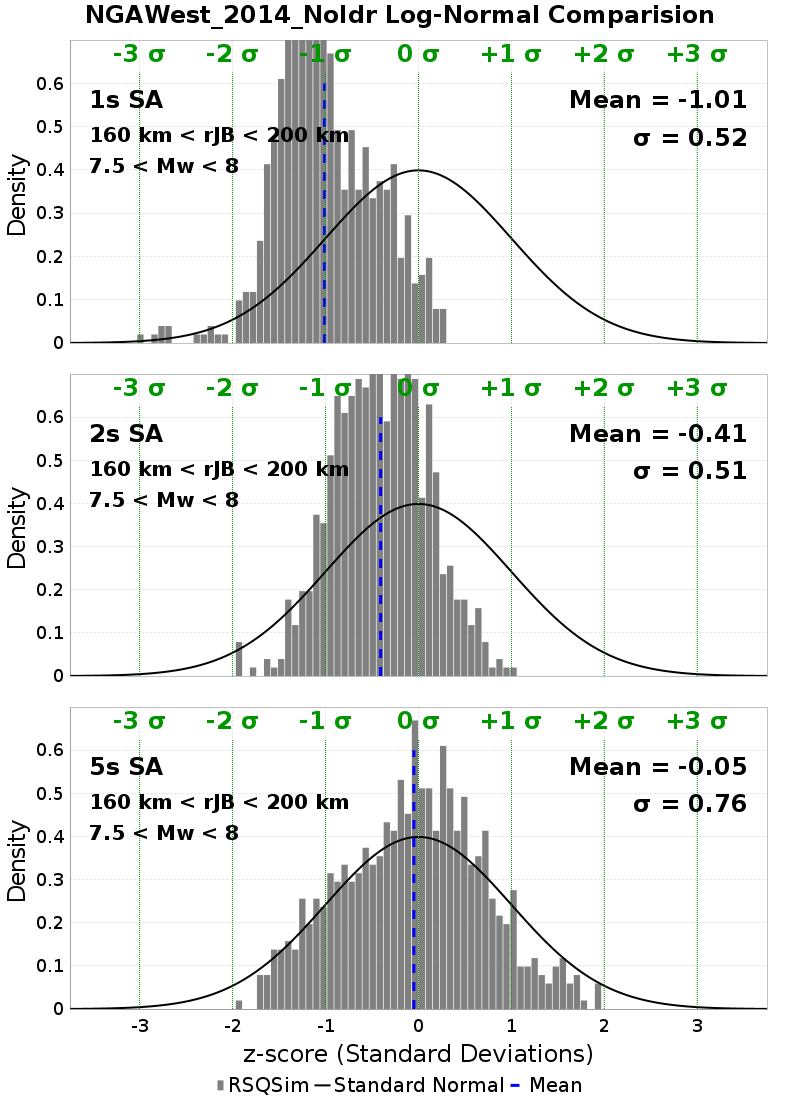 NGAWest_2014_NoIdr Log-Normal Comparision
-3 σ -2 σ -1 σ 0 σ +1 σ +2 σ +3 σ
1s SA
Mean = -1.01
160 km < rJB < 200 km
σ = 0.52
7.5 < Mw < 8
0.6
0.5
0.4
0.3
0.2
0.1
0
Density
-3 σ -2 σ -1 σ 0 σ +1 σ +2 σ +3 σ
2s SA
Mean = -0.41
160 km < rJB < 200 km
σ = 0.51
7.5 < Mw < 8
0.6
0.5
0.4
0.3
0.2
0.1
0
Density
-3 σ -2 σ -1 σ 0 σ +1 σ +2 σ +3 σ
5s SA
Mean = -0.05
160 km < rJB < 200 km
σ = 0.76
7.5 < Mw < 8
0.6
0.5
0.4
0.3
0.2
0.1
0
Density
-3 -2 -1 0 1 2 3
z-score (Standard Deviations)
RSQSim Standard Normal Mean